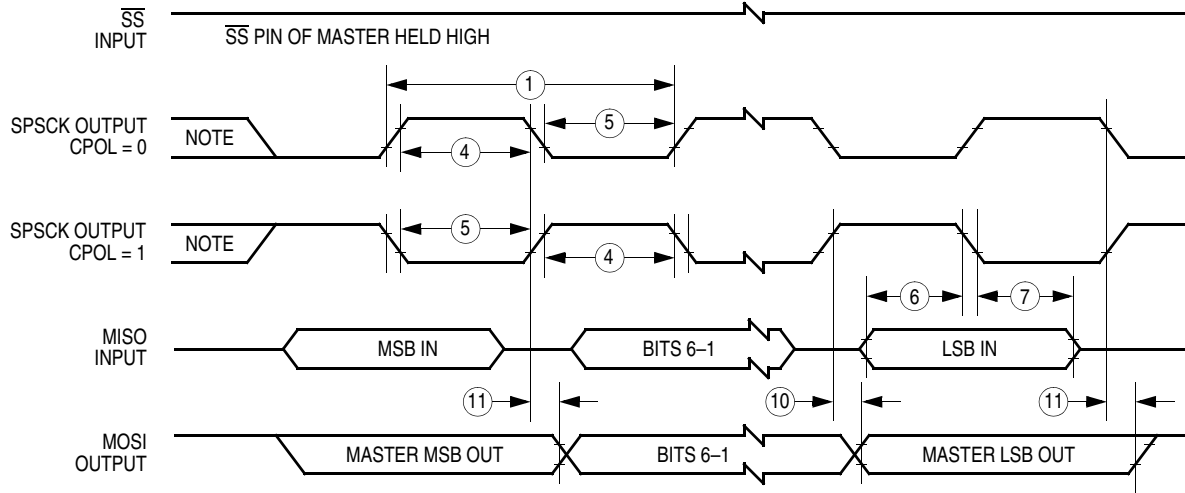 SS
INPUT
SS PIN OF MASTER HELD HIGH
1
SPSCK OUTPUT
CPOL = 0
NOTE
5
4
SPSCK OUTPUT
CPOL = 1
NOTE
5
4
6
7
MISO
INPUT
MSB IN
BITS 6–1
LSB IN
11
10
11
MOSI
OUTPUT
MASTER MSB OUT
BITS 6–1
MASTER LSB OUT